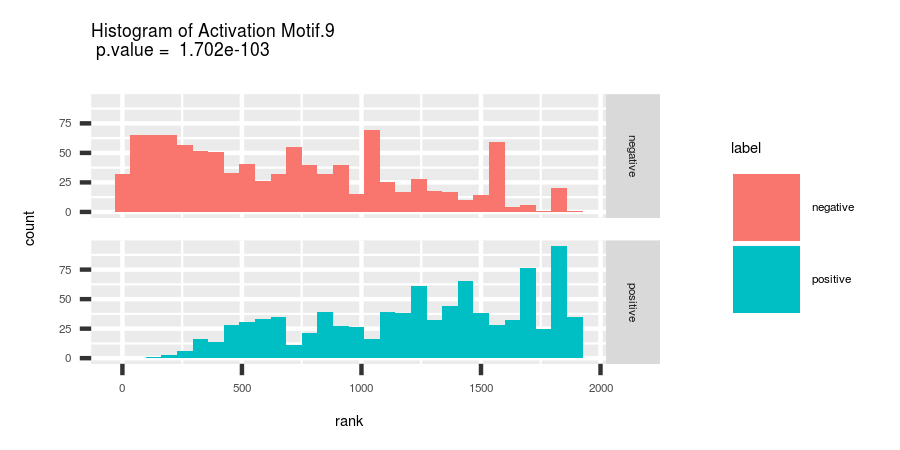 Histogram of Activation Motif.9
p.value =  1.702e-103
count
75
50
25
0
negative
75
50
25
0
positive
0
500
1000
1500
2000
rank
label
negative
positive